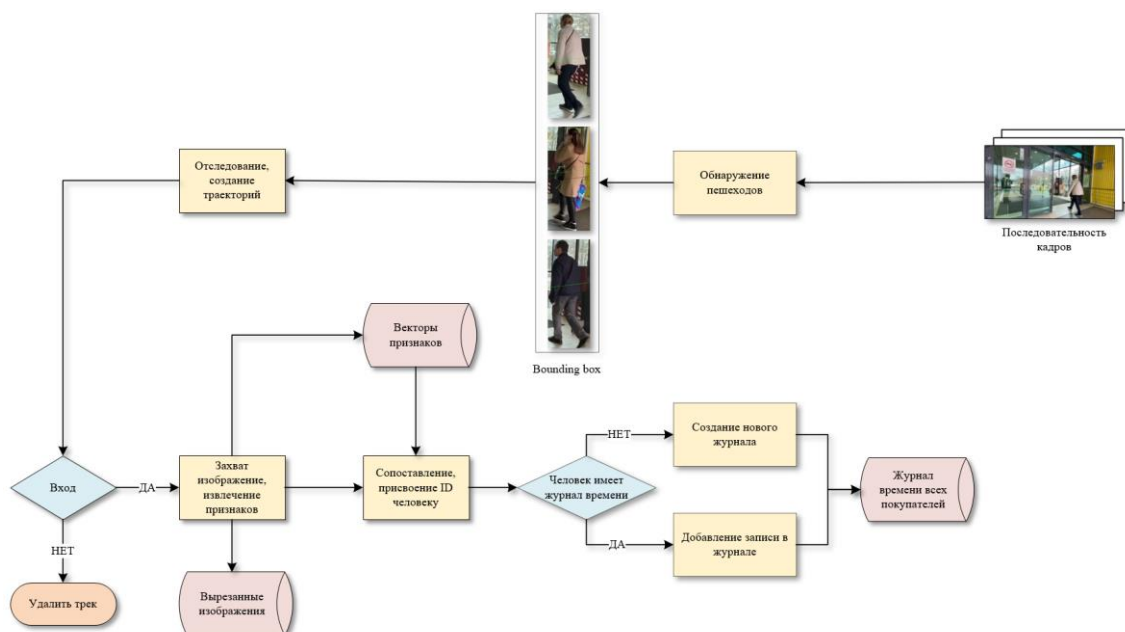 Отследование,
создание
траекторий
Обнаружение
пешеходов
Последовательность
кадров
Bounding box
Векторы
признаков
Вход
ДА
Захват
изображение,
извлечение
признаков
Сопоставление,
присвоение ID
человеку
Человек имеет
журнал времени
НЕТ
Создание нового
журнала
ДА
Добавление записи в
журнале
Журнал
времени всех
покупателей
НЕТ
Удалить трек
Вырезанные
изображения